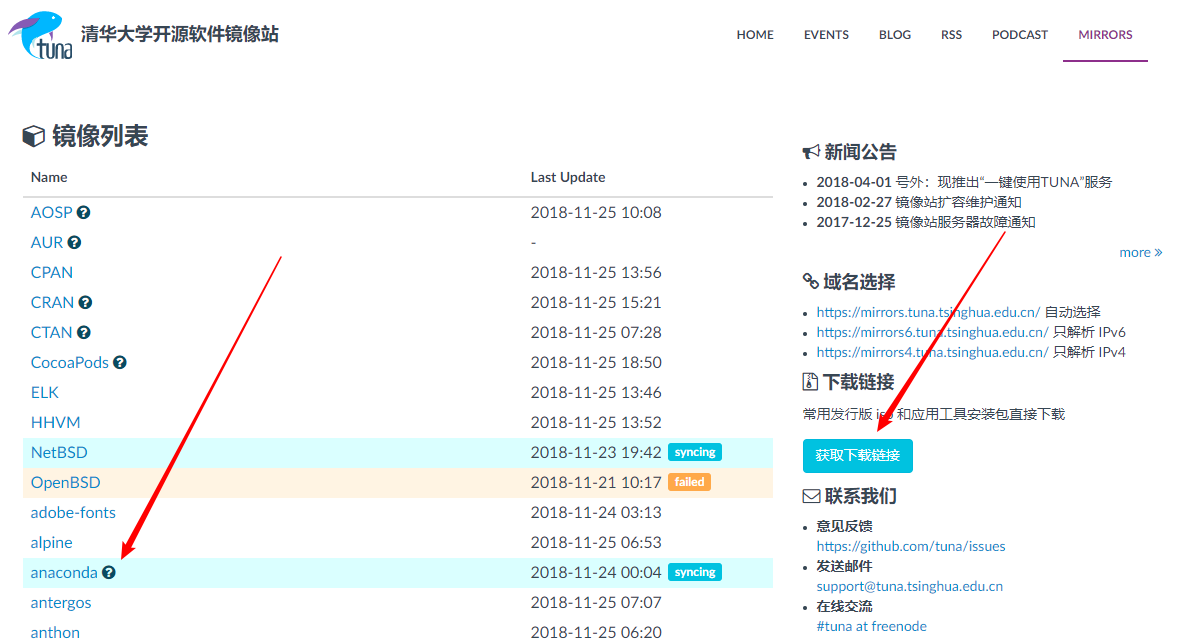 tuna 清华大学开源软件镜像站
HOME EVENTS BLOG RSS PODCAST MIRRORS
镜像列表
Name Last Update
AOSP 2018-11-25 10:08
AUR -
CPAN 2018-11-25 13:56
CRAN 2018-11-25 15:21
CTAN 2018-11-25 07:28
CocoaPods 2018-11-25 18:50
ELK 2018-11-25 13:46
HHVM 2018-11-25 13:52
NetBSD 2018-11-23 19:42 syncing
OpenBSD 2018-11-21 10:17 failed
adobe-fonts 2018-11-24 03:13
alpine 2018-11-25 06:53
anaconda 2018-11-24 00:04 syncing
antergos 2018-11-25 07:07
anthon 2018-11-25 06:20
新闻公告
2018-04-01 号外：现推出“一键使用TUNA”服务
2018-02-27 镜像站扩容维护通知
2017-12-25 镜像站服务器故障通知
more »
域名选择
https://mirrors.tuna.tsinghua.edu.cn/ 自动选择
https://mirrors6.tuna.tsinghua.edu.cn/ 只解析 IPv6
https://mirrors4.tuna.tsinghua.edu.cn/ 只解析 IPv4
下载链接
常用发行版 iso 和应用工具安装包直接下载
获取下载链接
联系我们
意见反馈
https://github.com/tuna/issues
发送邮件
support@tuna.tsinghua.edu.cn
在线交流
#tuna at freenode